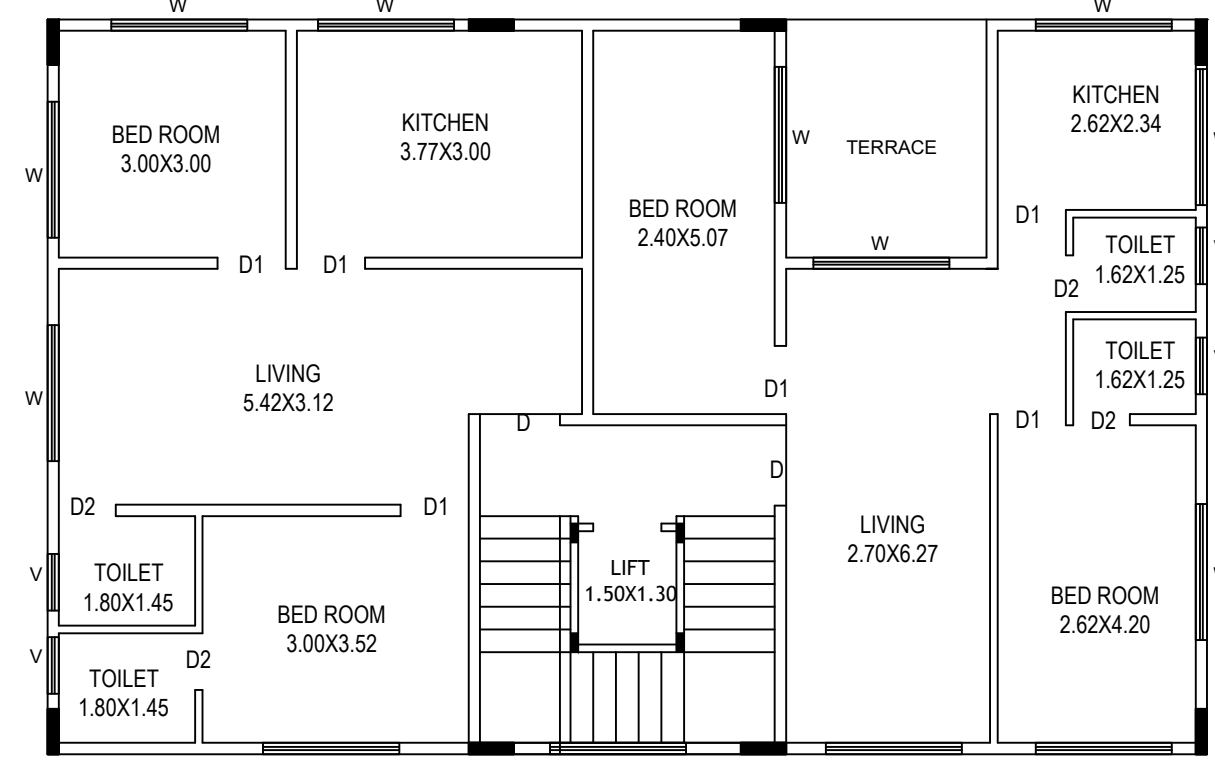 W
W
W
BED ROOM
3.00X3.00
KITCHEN
3.77X3.00
KITCHEN
2.62X2.34
W
W
TERRACE
BED ROOM
2.40X5.07
D1
W
TOILET
1.62X1.25
D1
D1
D2
TOILET
1.62X1.25
LIVING
5.42X3.12
D1
W
D
D1
D2
D
D2
D1
LIVING
2.70X6.27
LIFT
1.50X1.30
V
TOILET
1.80X1.45
BED ROOM
3.00X3.52
BED ROOM
2.62X4.20
V
D2
TOILET
1.80X1.45